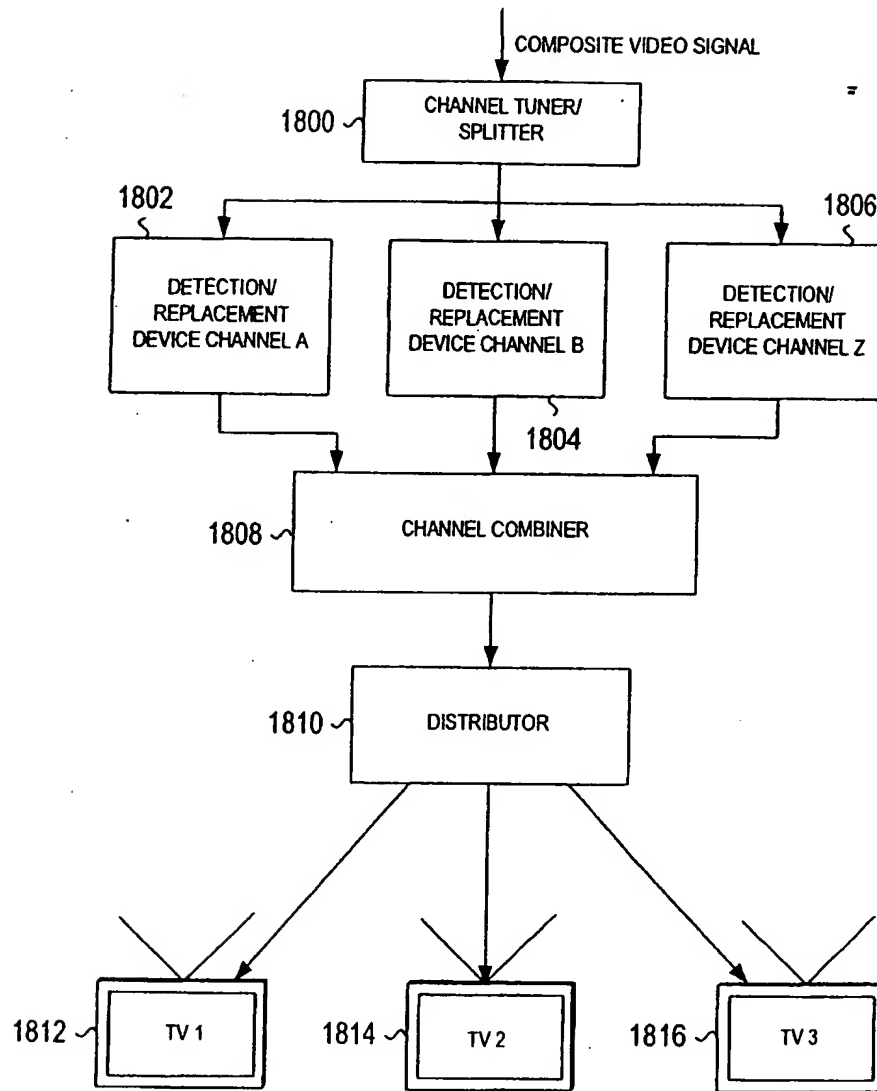 COMPOSITE VIDEO SIGNAL
1800
CHANNEL TUNER/
SPLITTER
1802
1806
DETECTION/
REPLACEMENT
DEVICE CHANNEL A
DETECTION/
REPLACEMENT
DEVICE CHANNEL B
DETECTION/
REPLACEMENT
DEVICE CHANNEL Z
1804
1808
CHANNEL COMBINER
1810
DISTRIBUTOR
1812
TV 1
1814
TV 2
1816
TV 3